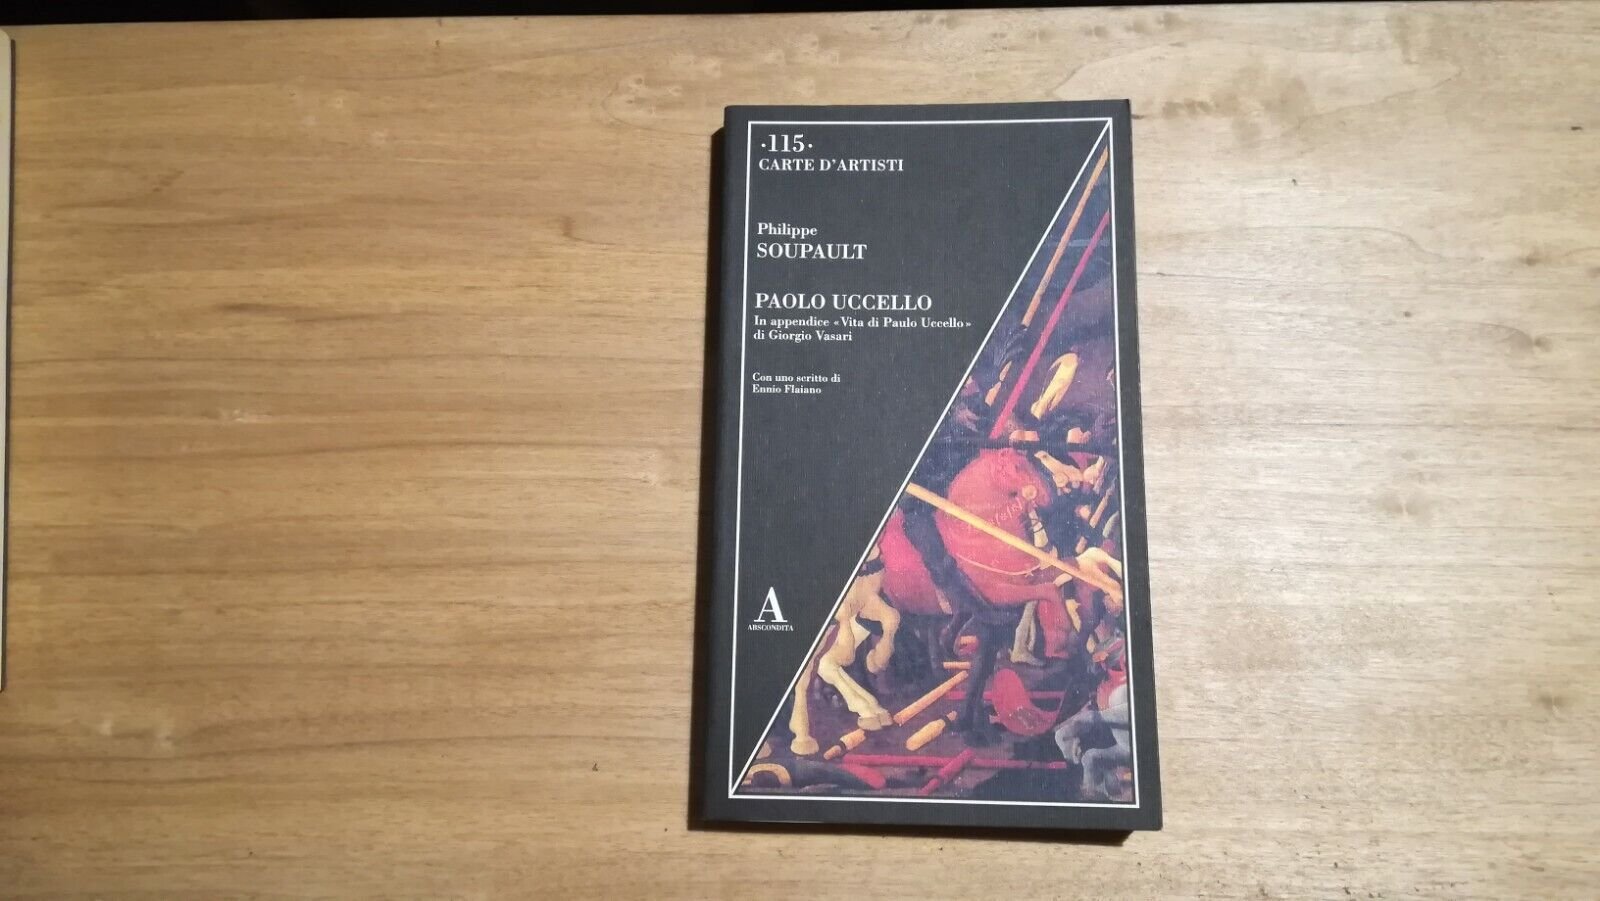 ·115·
CARTE D'ARTISTI
Philippe
SOUPAULT
PAOLO UCCELLO
In appendice «Vita di Paulo Uccello»
di Giorgio Vasari
Con uno scritto di
Ennio Flaiano
A
ABSCONDITA